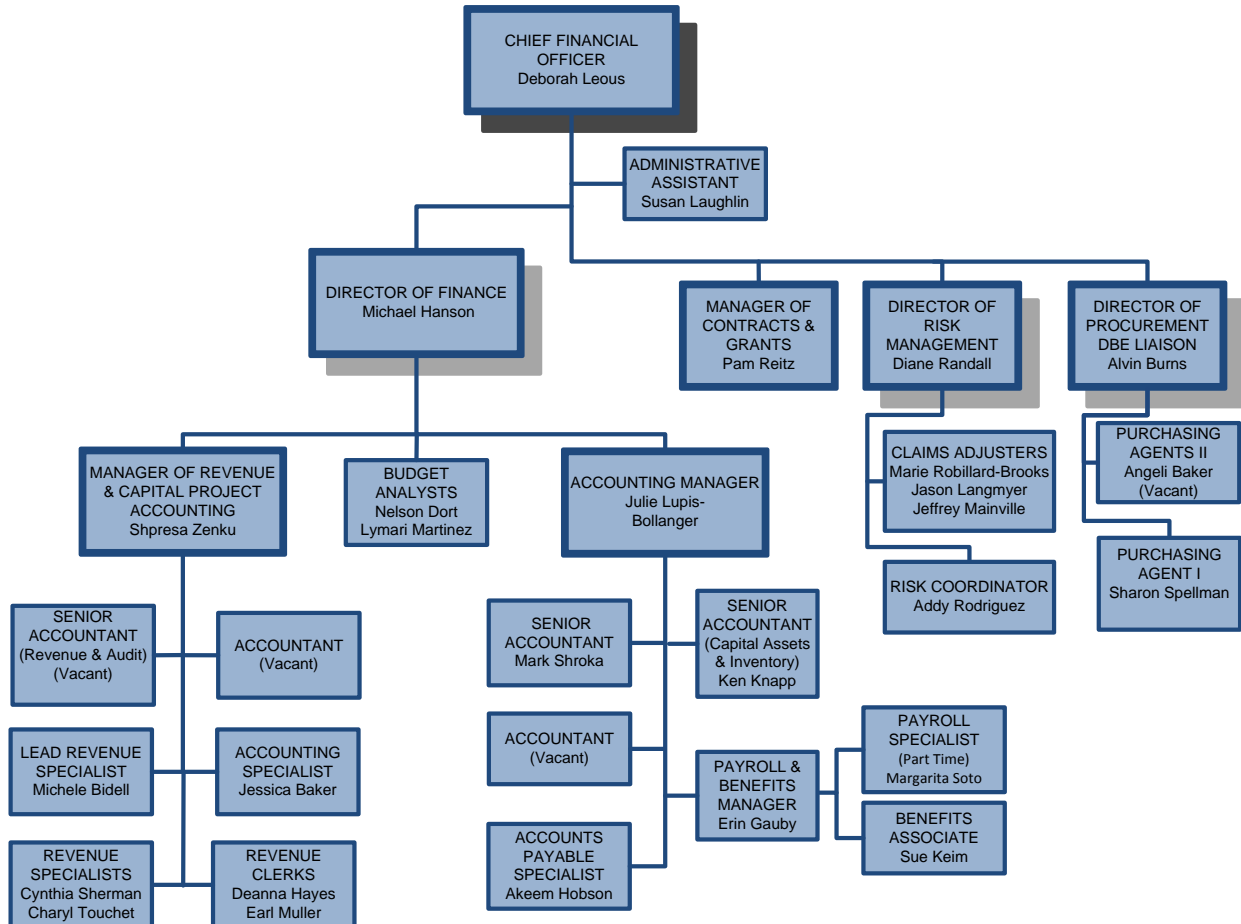 CHIEF FINANCIAL
OFFICER
Deborah Leous
ADMINISTRATIVE
ASSISTANT
Susan Laughlin
DIRECTOR OF FINANCE
Michael Hanson
MANAGER OF
CONTRACTS &
GRANTS
Pam Reitz
DIRECTOR OF
RISK
MANAGEMENT
Diane Randall
DIRECTOR OF
PROCUREMENT
DBE LIAISON
Alvin Burns
MANAGER OF REVENUE
& CAPITAL PROJECT
ACCOUNTING
Shpresa Zenku
BUDGET
ANALYSTS
Nelson Dort
Lymari Martinez
ACCOUNTING MANAGER
Julie Lupis-
Bollanger
CLAIMS ADJUSTERS
Marie Robillard-Brooks
Jason Langmyer
Jeffrey Mainville
PURCHASING
AGENTS II
Angeli Baker
(Vacant)
RISK COORDINATOR
Addy Rodriguez
PURCHASING
AGENT I
Sharon Spellman
SENIOR
ACCOUNTANT
(Revenue & Audit)
(Vacant)
ACCOUNTANT
(Vacant)
SENIOR
ACCOUNTANT
Mark Shroka
SENIOR
ACCOUNTANT
(Capital Assets
& Inventory)
Ken Knapp
LEAD REVENUE
SPECIALIST
Michele Bidell
ACCOUNTING
SPECIALIST
Jessica Baker
ACCOUNTANT
(Vacant)
PAYROLL &
BENEFITS
MANAGER
Erin Gauby
PAYROLL
SPECIALIST
(Part Time)
Margarita Soto
BENEFITS
ASSOCIATE
Sue Keim
REVENUE
SPECIALISTS
Cynthia Sherman
Charyl Touchet
REVENUE
CLERKS
Deanna Hayes
Earl Muller
ACCOUNTS
PAYABLE
SPECIALIST
Akeem Hobson